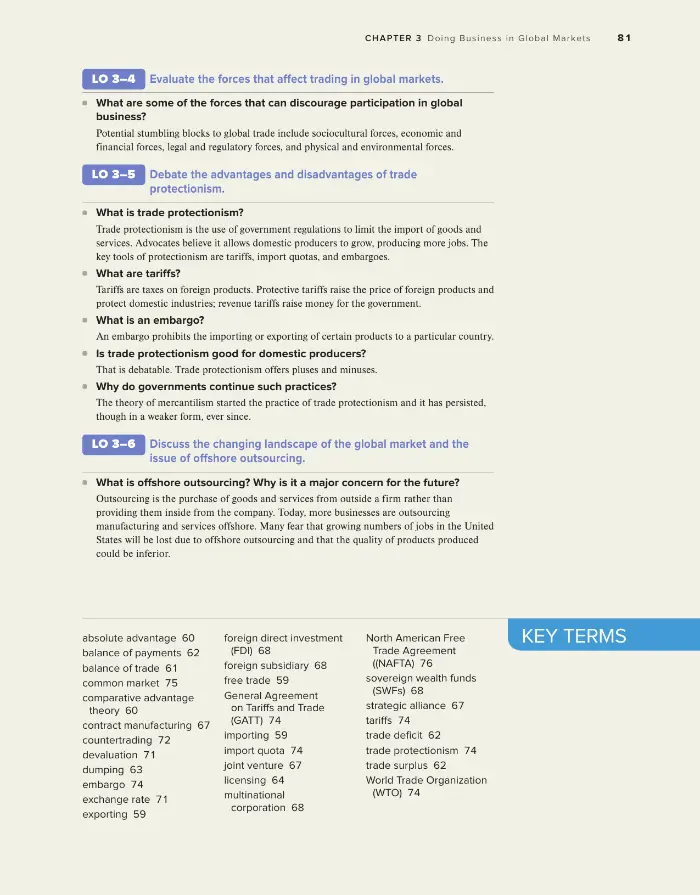 CHAPTER 3 Doing Business in Global Markets 81
LO 3–4 Evaluate the forces that affect trading in global markets.
What are some of the forces that can discourage participation in global
business?
Potential stumbling blocks to global trade include sociocultural forces, economic and
financial forces, legal and regulatory forces, and physical and environmental forces.
LO 3–5 Debate the advantages and disadvantages of trade
protectionism.
What is trade protectionism?
Trade protectionism is the use of government regulations to limit the import of goods and
services. Advocates believe it allows domestic producers to grow, producing more jobs. The
key tools of protectionism are tariffs, import quotas, and embargoes.
What are tariffs?
Tariffs are taxes on foreign products. Protective tariffs raise the price of foreign products and
protect domestic industries; revenue tariffs raise money for the government.
What is an embargo?
An embargo prohibits the importing or exporting of certain products to a particular country.
Is trade protectionism good for domestic producers?
That is debatable. Trade protectionism offers pluses and minuses.
Why do governments continue such practices?
The theory of mercantilism started the practice of trade protectionism and it has persisted,
though in a weaker form, ever since.
LO 3–6 Discuss the changing landscape of the global market and the
issue of offshore outsourcing.
What is offshore outsourcing? Why is it a major concern for the future?
Outsourcing is the purchase of goods and services from outside a firm rather than
providing them inside from the company. Today, more businesses are outsourcing
manufacturing and services offshore. Many fear that growing numbers of jobs in the United
States will be lost due to offshore outsourcing and that the quality of products produced
could be inferior.
KEY TERMS
absolute advantage 60
balance of payments 62
balance of trade 61
common market 75
comparative advantage
theory 60
contract manufacturing 67
countertrading 72
devaluation 71
dumping 63
embargo 74
exchange rate 71
exporting 59
foreign direct investment
(FDI) 68
foreign subsidiary 68
free trade 59
General Agreement
on Tariffs and Trade
(GATT) 74
importing 59
import quota 74
joint venture 67
licensing 64
multinational
corporation 68
North American Free
Trade Agreement
((NAFTA) 76
sovereign wealth funds
(SWFs) 68
strategic alliance 67
tariffs 74
trade deficit 62
trade protectionism 74
trade surplus 62
World Trade Organization
(WTO) 74